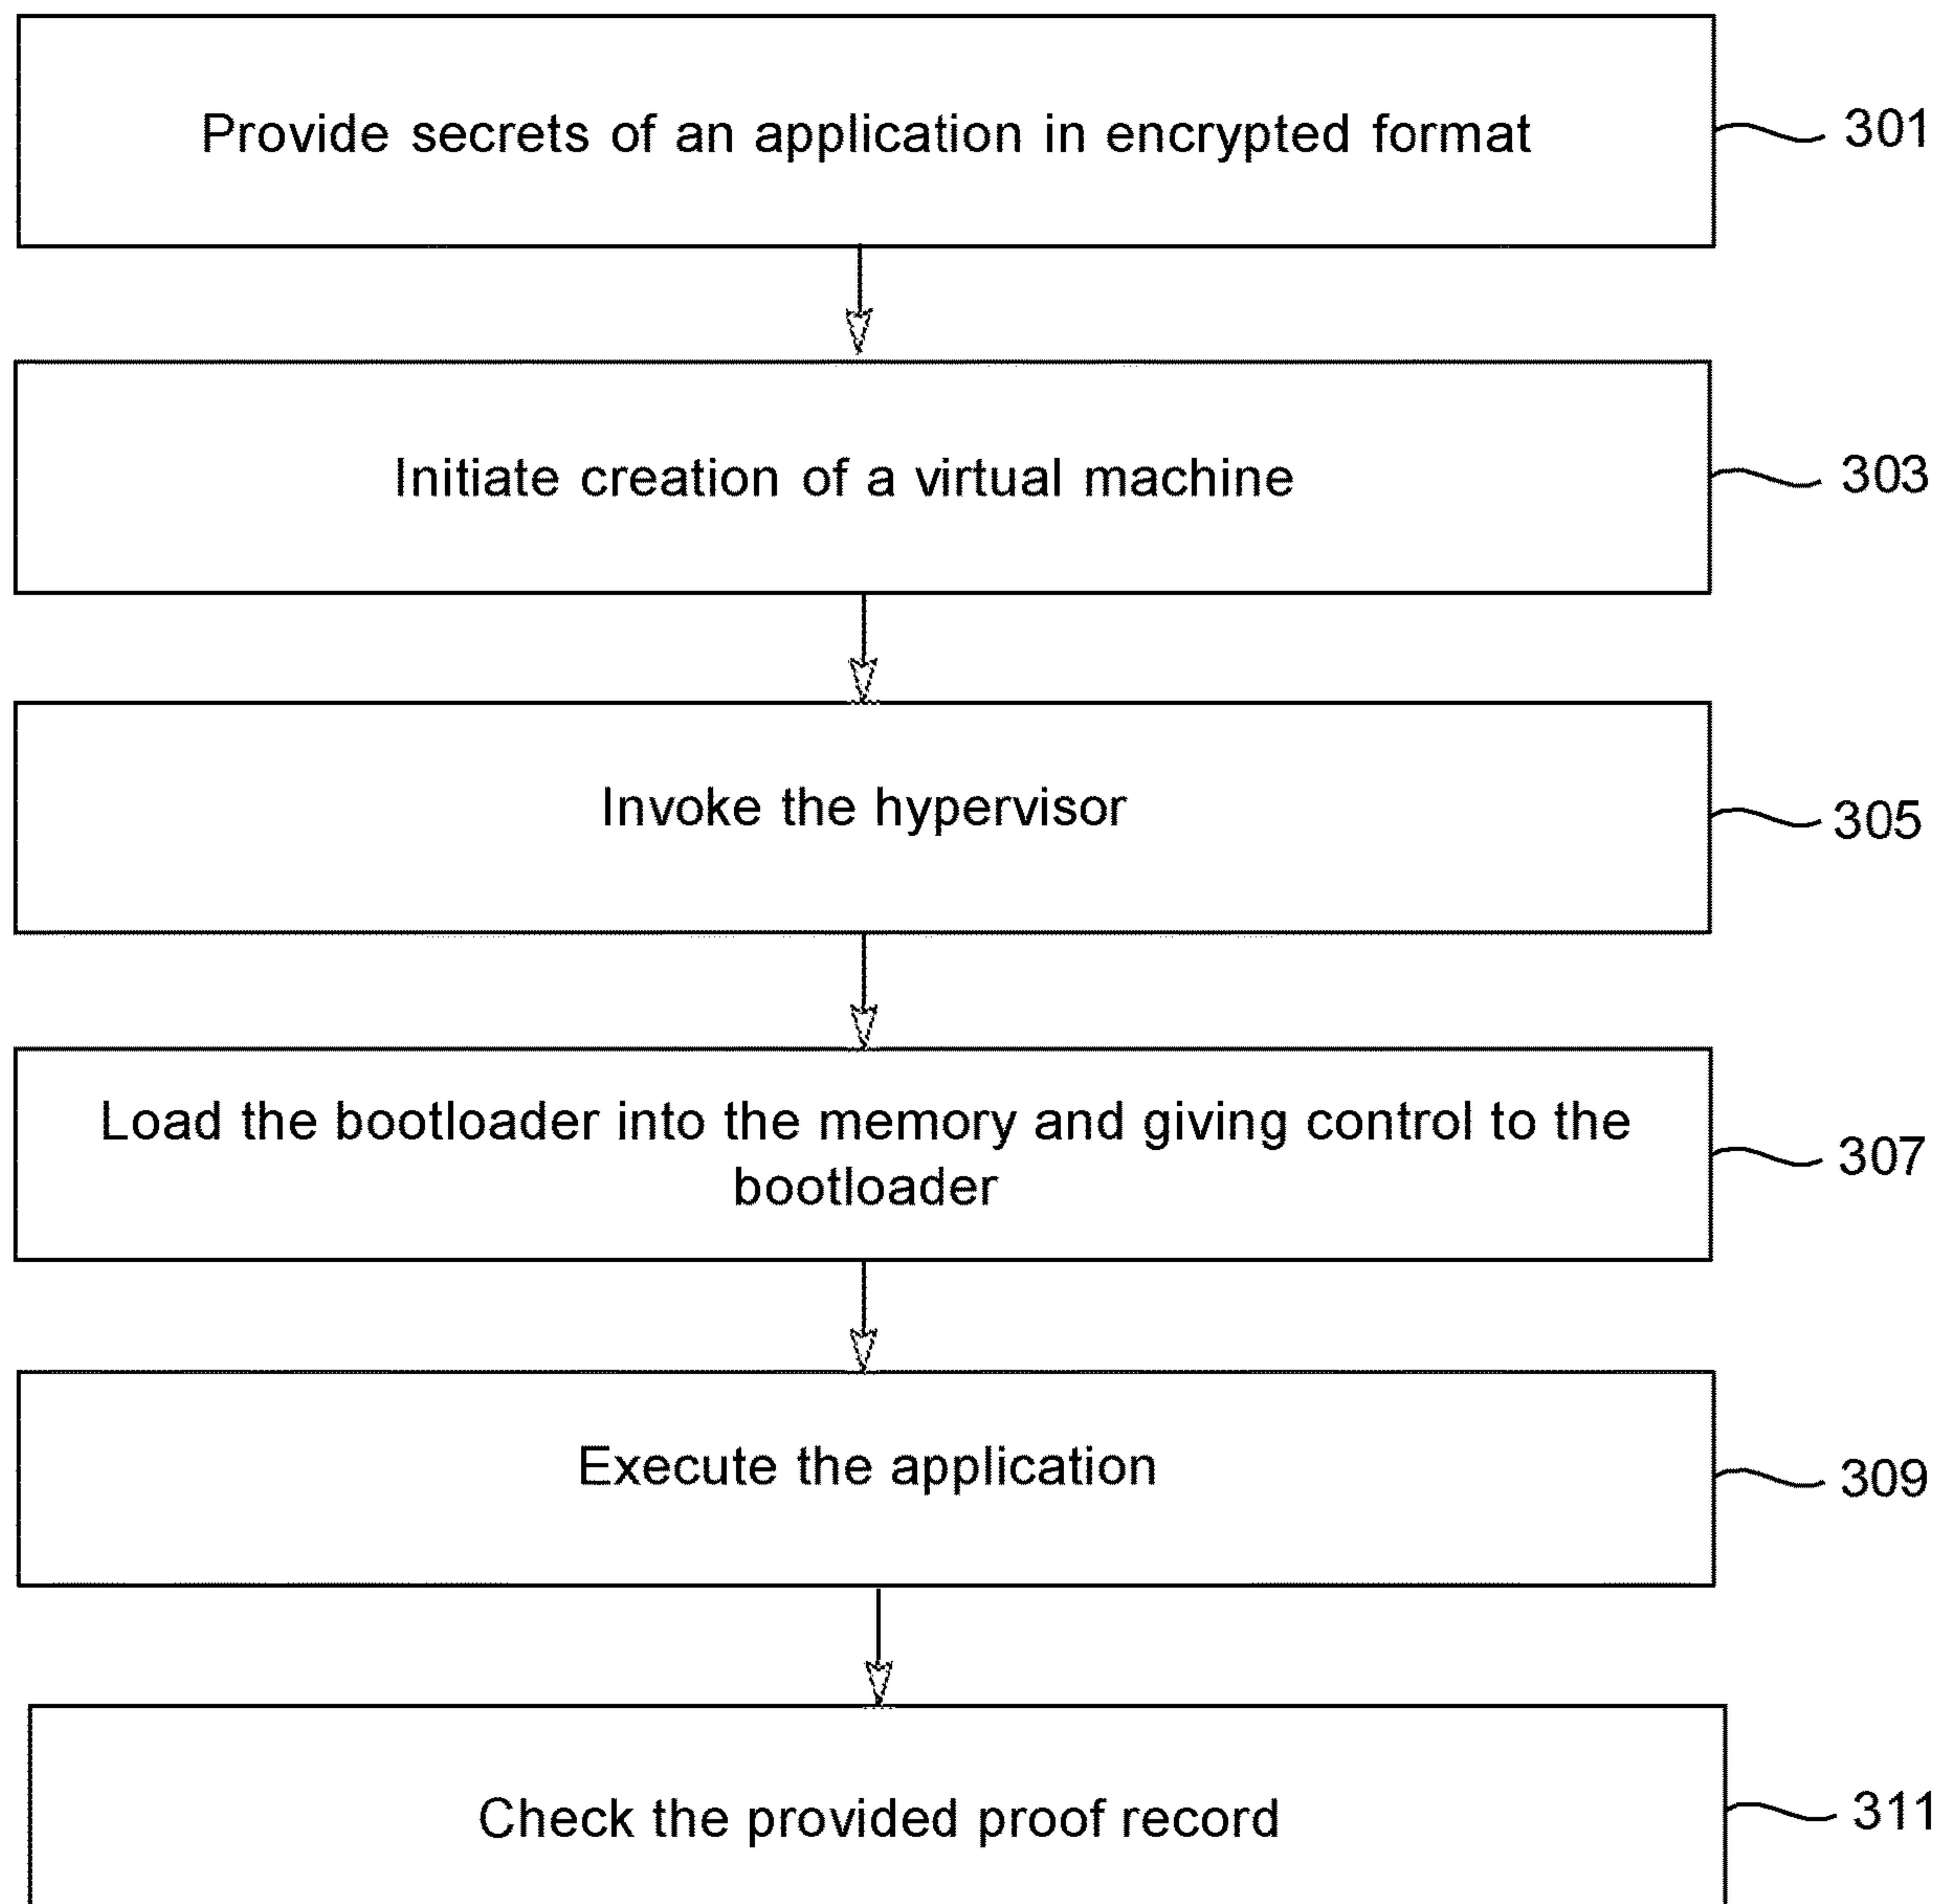 Provide secrets of an application in encrypted format
301
Initiate creation of a virtual machine
303
Invoke the hypervisor
305
Load the bootloader into the memory and giving control to the
bootloader
307
Execute the application
309
Check the provided proof record
311